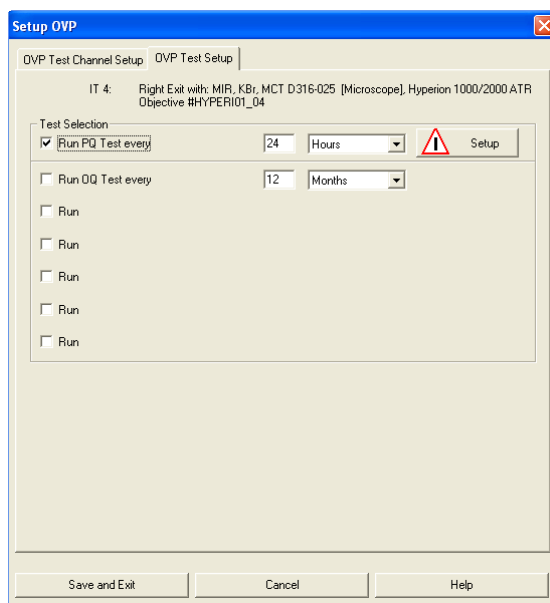 Setup OVP
OVP Test Channel Setup OVP Test Setup
IT 4: Right Exit with: MIR, KBr, MCT D316-025 [Microscope], Hyperion 1000/2000 ATR
Objective #HYPERI01_04
Test Selection
Run PQ Test every 24 Hours Setup
Run OQ Test every 12 Months
Run
Run
Run
Run
Run
Save and Exit Cancel Help